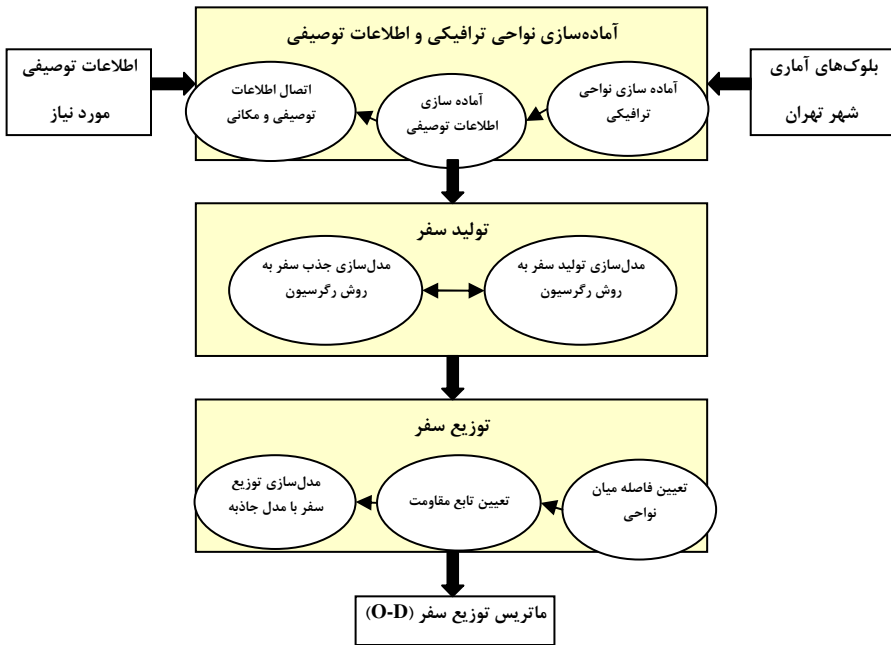 آماده‌سازی نواحی ترافیکی و اطلاعات توصیفی
بلوک‌های آماری
شهر تهران
اطلاعات توصیفی
مورد نیاز
آماده سازی نواحی
ترافیکی
آماده سازی
اطلاعات توصیفی
اتصال اطلاعات
توصیفی و مکانی
تولید سفر
مدل‌سازی تولید سفر به
روش رگرسیون
مدل‌سازی جذب سفر به
روش رگرسیون
توزیع سفر
تعیین فاصله میان
نواحی
تعیین تابع مقاومت
مدل‌سازی توزیع
سفر با مدل جاذبه
ماتریس توزیع سفر (O-D)